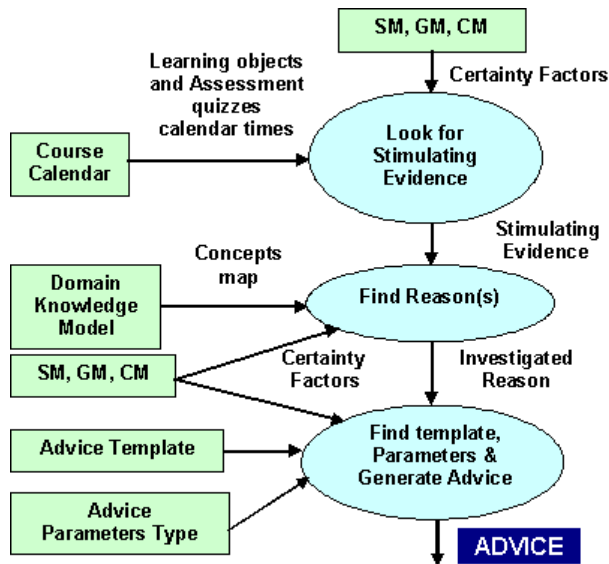 SM, GM, CM
Learning objects
and Assessment
quizzes
calendar times
Certainty Factors
Look for
Stimulating
Evidence
Course
Calendar
Stimulating
Evidence
Concepts
map
Domain
Knowledge
Model
Find Reason(s)
SM, GM, CM
Certainty
Factors
Investigated
Reason
Find template,
Parameters &
Generate Advice
Advice Template
Advice
Parameters Type
ADVICE